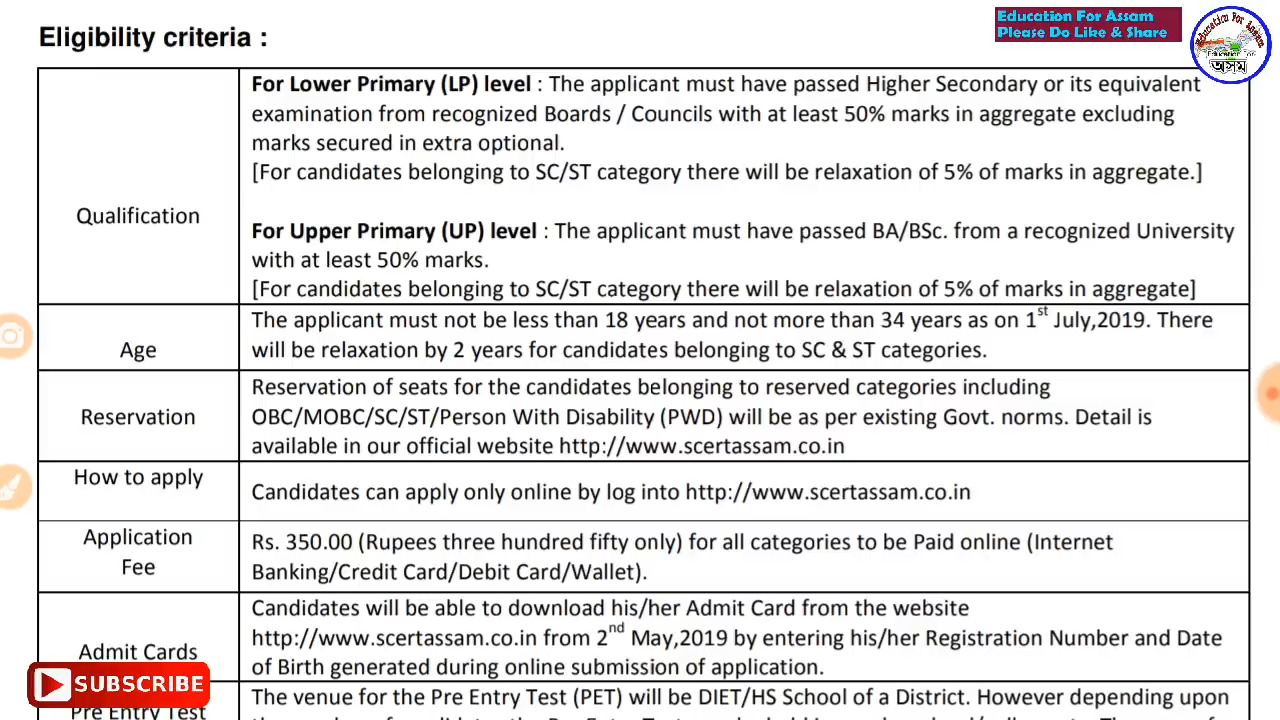 Education For Assam
Please Do Like & Share
Education For Assam
Education For
অসম
Eligibility criteria :
Qualification
For Lower Primary (LP) level : The applicant must have passed Higher Secondary or its equivalent
examination from recognized Boards / Councils with at least 50% marks in aggregate excluding
marks secured in extra optional.
[For candidates belonging to SC/ST category there will be relaxation of 5% of marks in aggregate.]
For Upper Primary (UP) level : The applicant must have passed BA/BSc. from a recognized University
with at least 50% marks.
[For candidates belonging to SC/ST category there will be relaxation of 5% of marks in aggregate]
Age
The applicant must not be less than 18 years and not more than 34 years as on 1st July,2019. There
will be relaxation by 2 years for candidates belonging to SC & ST categories.
Reservation
Reservation of seats for the candidates belonging to reserved categories including
OBC/MOBC/SC/ST/Person With Disability (PWD) will be as per existing Govt. norms. Detail is
available in our official website http://www.scertassam.co.in
How to apply
Candidates can apply only online by log into http://www.scertassam.co.in
Application
Fee
Rs. 350.00 (Rupees three hundred fifty only) for all categories to be Paid online (Internet
Banking/Credit Card/Debit Card/Wallet).
Admit Cards
Candidates will be able to download his/her Admit Card from the website
http://www.scertassam.co.in from 2nd May,2019 by entering his/her Registration Number and Date
of Birth generated during online submission of application.
SUBSCRIBE
Pre Entry Test
The venue for the Pre Entry Test (PET) will be DIET/HS School of a District. However depending upon